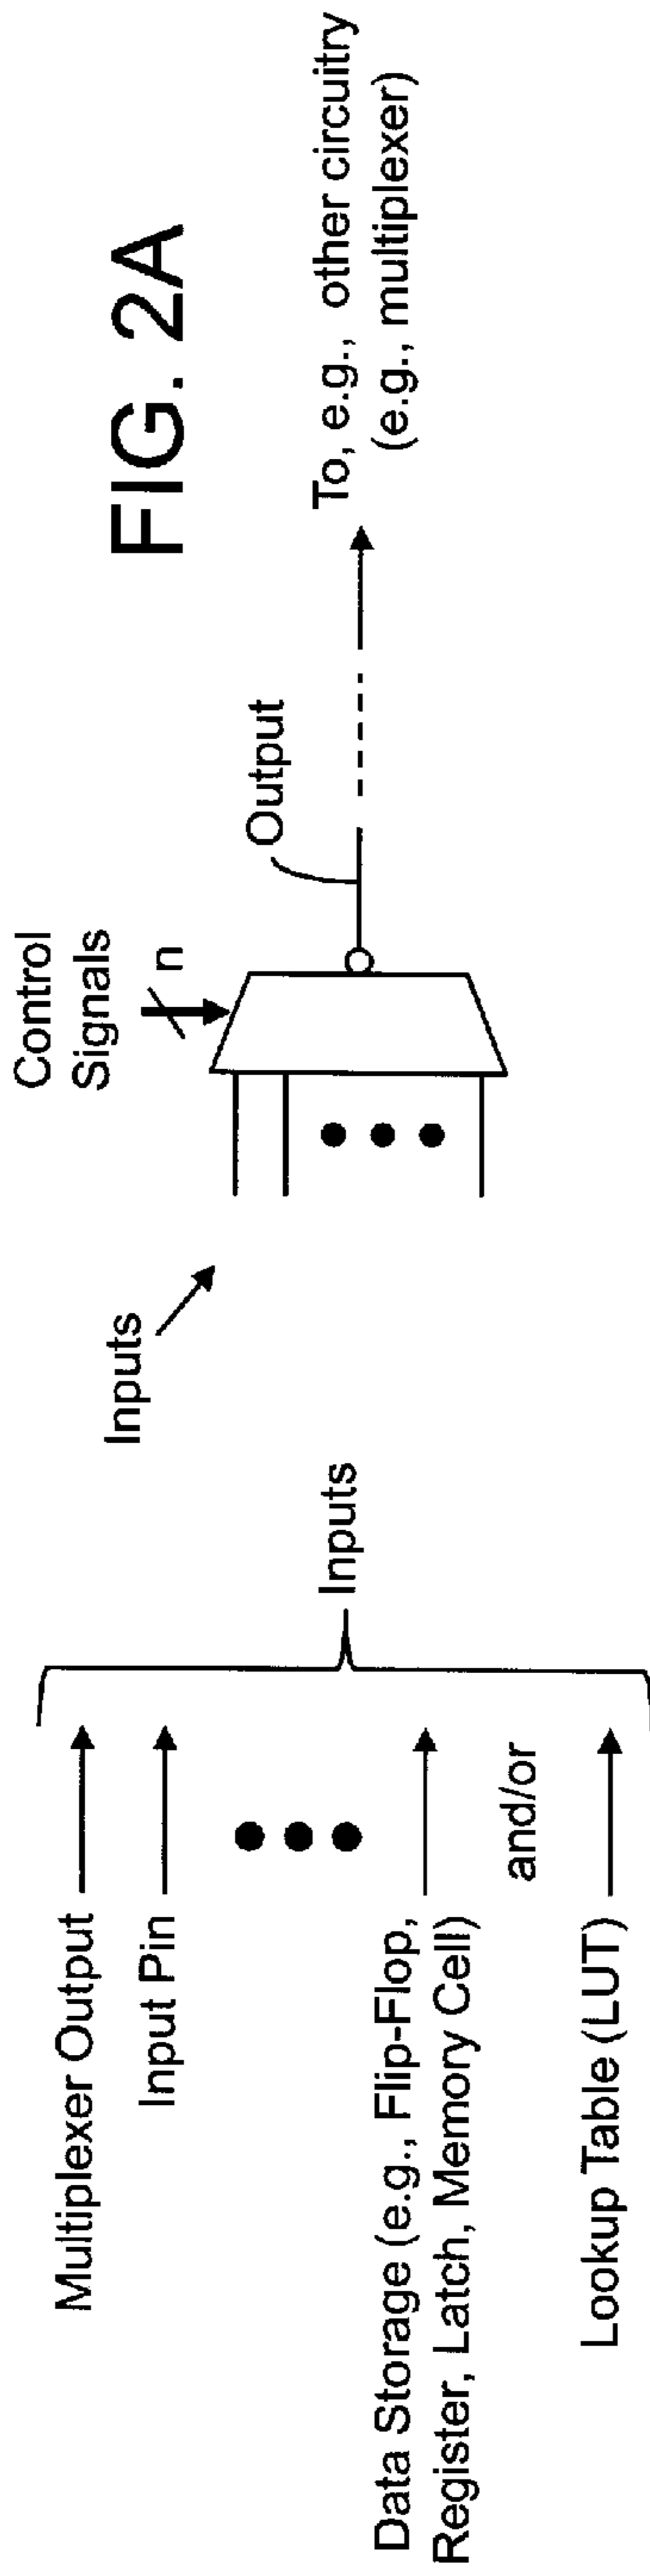 FIG. 2A
Multiplexer Output
Input Pin
Data Storage (e.g., Flip-Flop,
Register, Latch, Memory Cell)
and/or
Lookup Table (LUT)
Inputs
Inputs
Control
Signals
n
Output
To, e.g., other circuitry
(e.g., multiplexer)